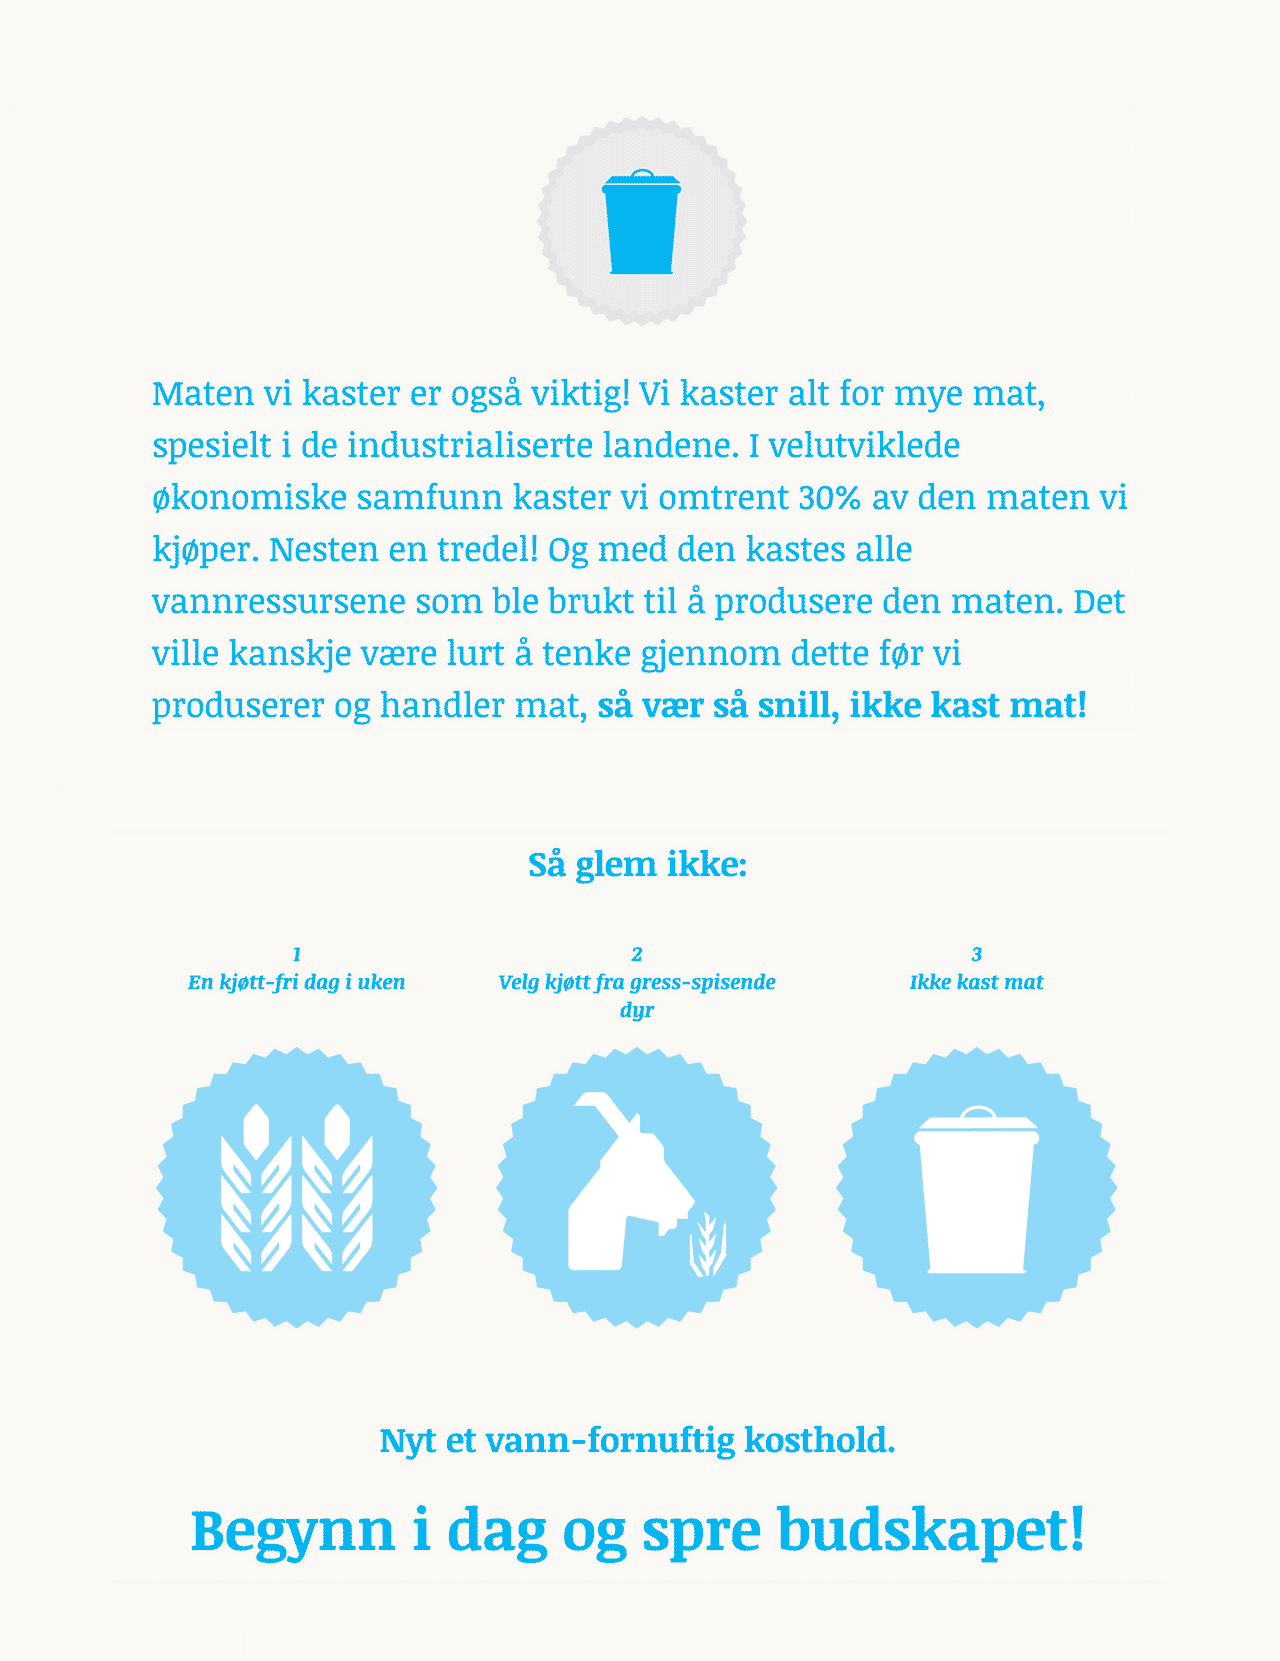 Maten vi kaster er også viktig! Vi kaster alt for mye mat,
spesielt i de industrialiserte landene. I velutviklede
økonomiske samfunn kaster vi omtrent 30% av den maten vi
kjøper. Nesten en tredel! Og med den kastes alle
vannressursene som ble brukt til å produsere den maten. Det
ville kanskje være lurt å tenke gjennom dette før vi
produserer og handler mat, så vær så snill, ikke kast mat!
Så glem ikke:
1
En kjøtt-fri dag i uken
2
Velg kjøtt fra gress-spisende
dyr
3
Ikke kast mat
Nyt et vann-fornuftig kosthold.
Begynn i dag og spre budskapet!